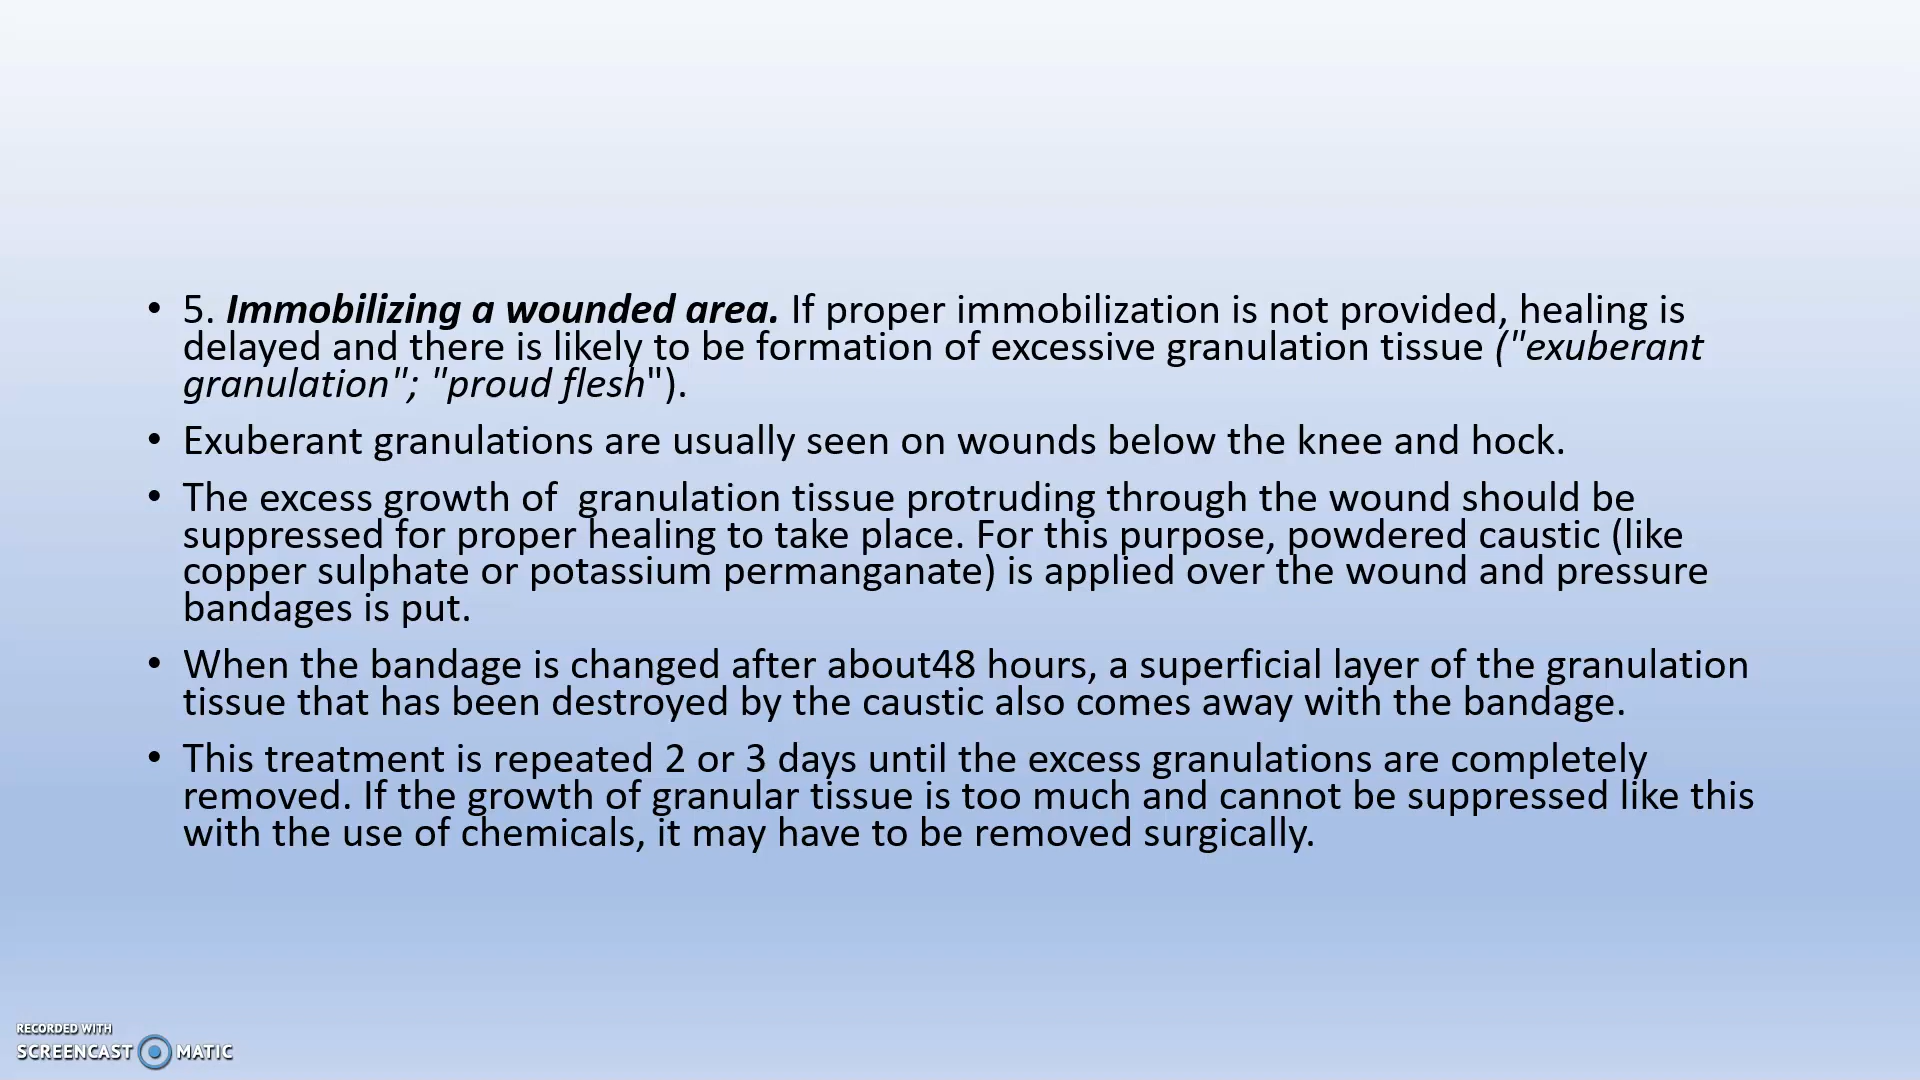 • 5. Immobilizing a wounded area. If proper immobilization is not provided, healing is
delayed and there is likely to be formation of excessive granulation tissue ("exuberant
granulation"; "proud flesh").
• Exuberant granulations are usually seen on wounds below the knee and hock.
• The excess growth of  granulation tissue protruding through the wound should be
suppressed for proper healing to take place. For this purpose, powdered caustic (like
copper sulphate or potassium permanganate) is applied over the wound and pressure
bandages is put.
• When the bandage is changed after about48 hours, a superficial layer of the granulation
tissue that has been destroyed by the caustic also comes away with the bandage.
• This treatment is repeated 2 or 3 days until the excess granulations are completely
removed. If the growth of granular tissue is too much and cannot be suppressed like this
with the use of chemicals, it may have to be removed surgically.
RECORDED WITH
SCREENCAST MATIC